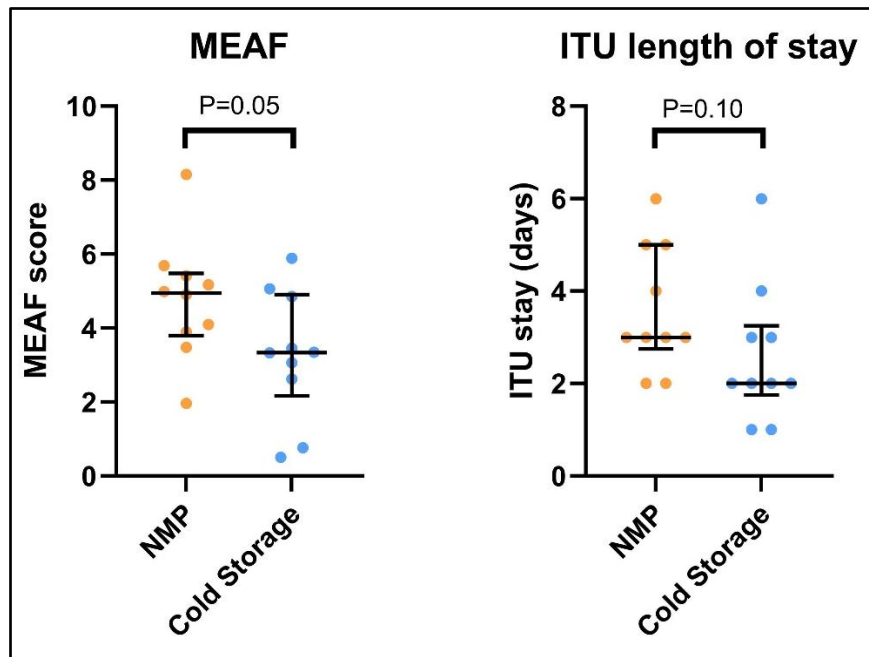 MEAF
P=0.05
10
8
6
4
2
0
MEAF score
NMP
Cold Storage
ITU length of stay
P=0.10
8
6
4
2
0
ITU stay (days)
NMP
Cold Storage